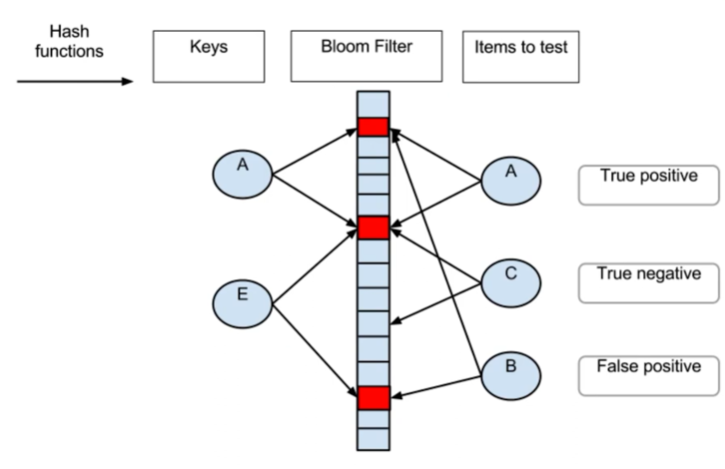 Hash
functions
Keys
Bloom Filter
Items to test
A
A
True positive
E
C
True negative
B
False positive